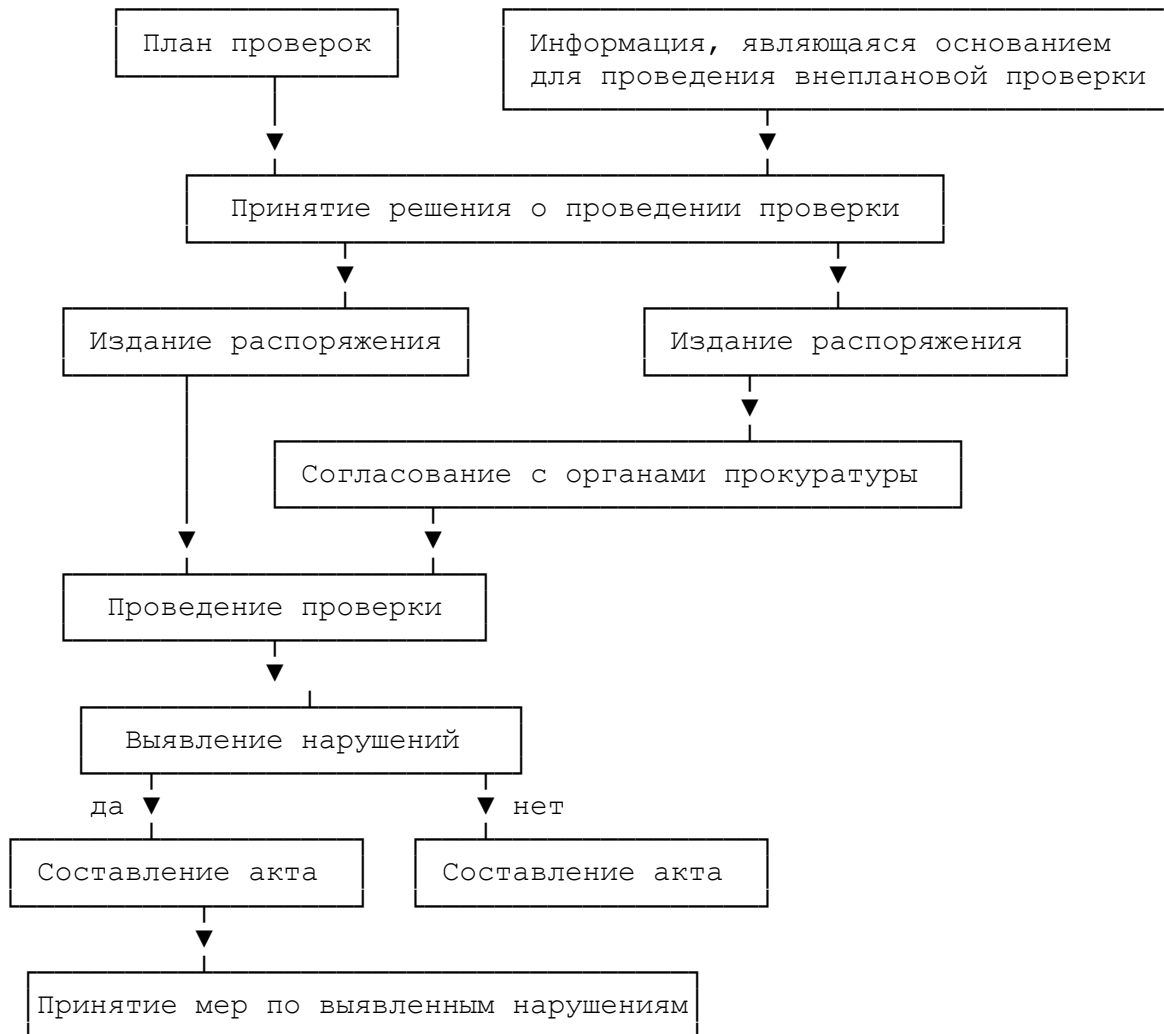 План проверок
Информация, являющаяся основанием
для проведения внеплановой проверки
Принятие решения о проведении проверки
Издание распоряжения
Издание распоряжения
Согласование с органами прокуратуры
Проведение проверки
Выявление нарушений
да
нет
Составление акта
Составление акта
Принятие мер по выявленным нарушениям